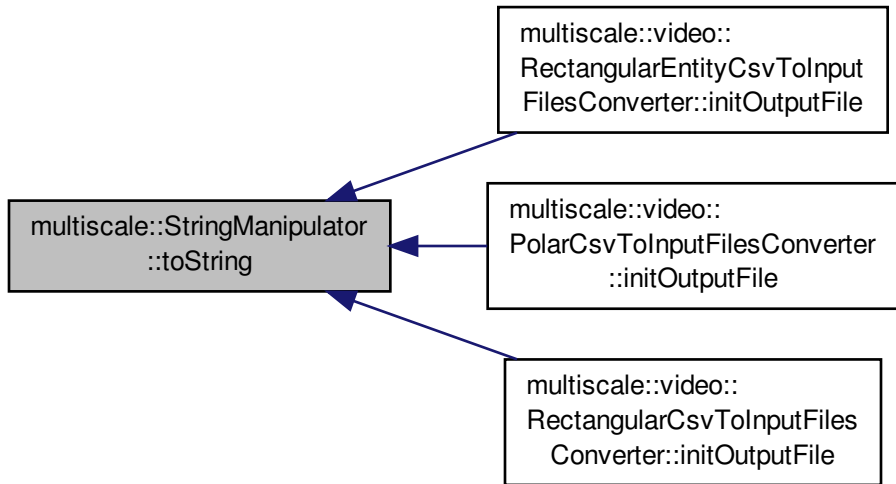 multiscale::video::
RectangularEntityCsvToInput
FilesConverter::initOutputFile
multiscale::StringManipulator
::toString
multiscale::video::
PolarCsvToInputFilesConverter
::initOutputFile
multiscale::video::
RectangularCsvToInputFiles
Converter::initOutputFile